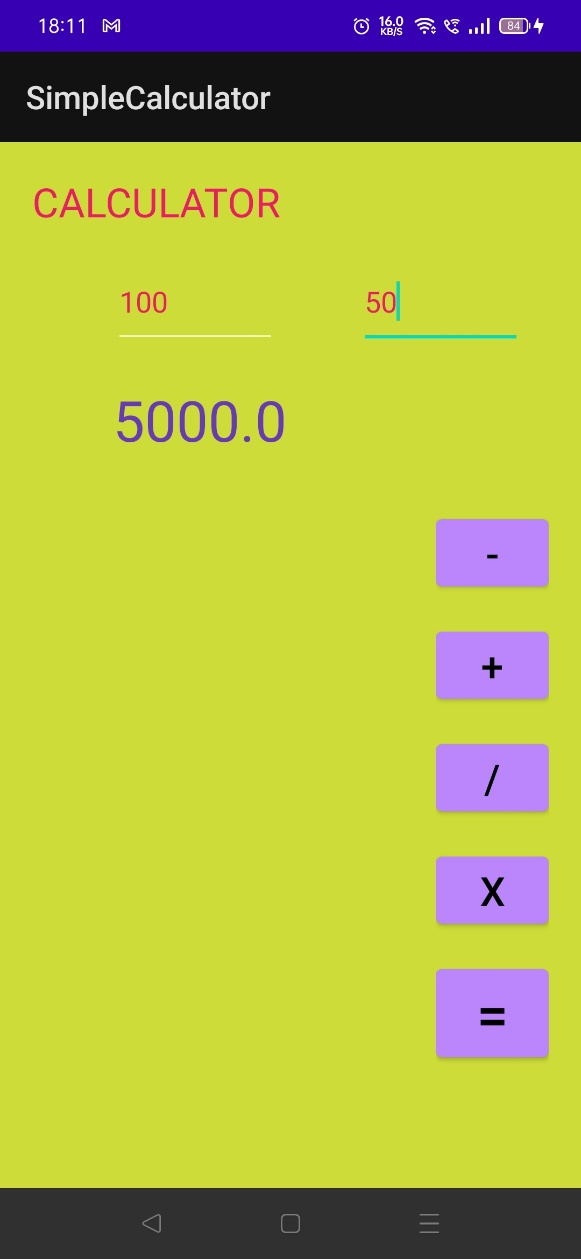 18:11 16.0 KB/S 84
SimpleCalculator
CALCULATOR
100 50
5000.0
-
+
/
X
=